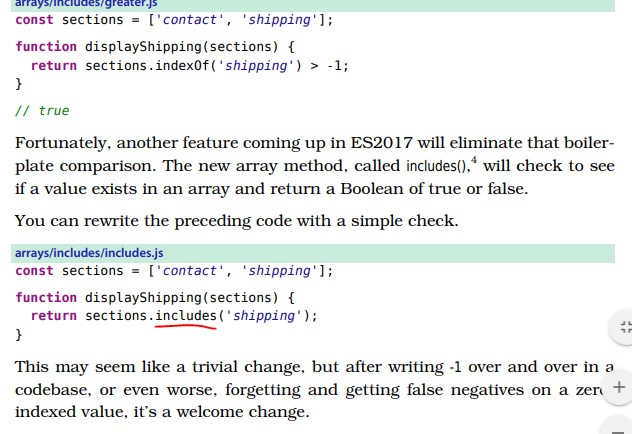 arrays/includes/greater.js
const sections = ['contact', 'shipping'];
function displayShipping(sections) {
  return sections.indexOf('shipping') > -1;
}
// true
Fortunately, another feature coming up in ES2017 will eliminate that boiler-
plate comparison. The new array method, called includes(),4 will check to see
if a value exists in an array and return a Boolean of true or false.
You can rewrite the preceding code with a simple check.
arrays/includes/includes.js
const sections = ['contact', 'shipping'];
function displayShipping(sections) {
  return sections.includes('shipping');
}
This may seem like a trivial change, but after writing -1 over and over in a
codebase, or even worse, forgetting and getting false negatives on a
indexed value, it's a welcome change.